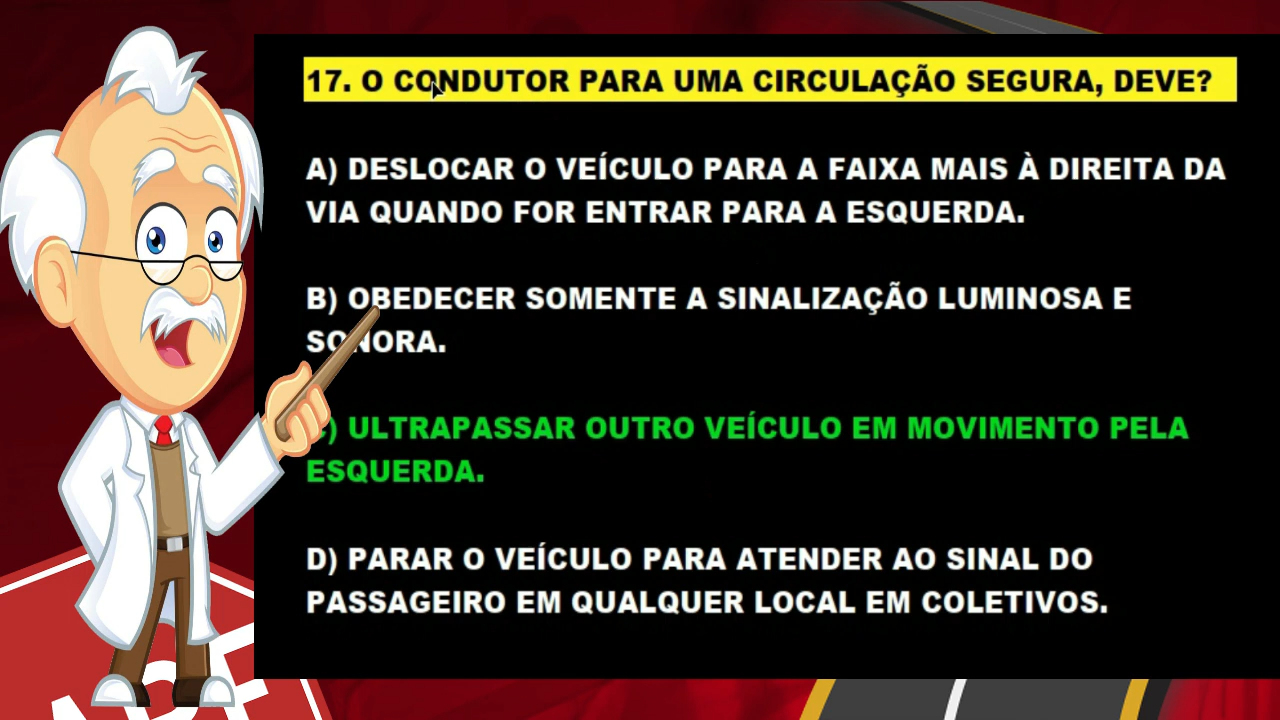 17. O CONDUTOR PARA UMA CIRCULAÇÃO SEGURA, DEVE?
A) DESLOCAR O VEÍCULO PARA A FAIXA MAIS À DIREITA DA
VIA QUANDO FOR ENTRAR PARA A ESQUERDA.
B) OBEDECER SOMENTE A SINALIZAÇÃO LUMINOSA E
SONORA.
C) ULTRAPASSAR OUTRO VEÍCULO EM MOVIMENTO PELA
ESQUERDA.
D) PARAR O VEÍCULO PARA ATENDER AO SINAL DO
PASSAGEIRO EM QUALQUER LOCAL EM COLETIVOS.